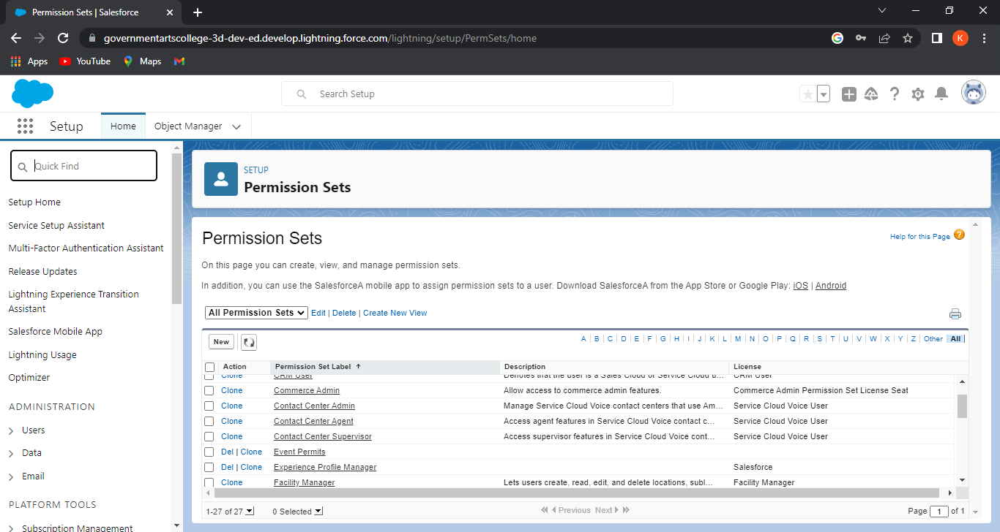 Permission Sets | Salesforce
governmentartscollege-3d-dev-ed.develop.lightning.force.com/lightning/setup/PermSets/home
K
Apps YouTube Maps
Search Setup
Setup Home Object Manager
Quick Find
Setup Home
Service Setup Assistant
Multi-Factor Authentication Assistant
Release Updates
Lightning Experience Transition
Assistant
Salesforce Mobile App
Lightning Usage
Optimizer
ADMINISTRATION
Users
Data
Email
PLATFORM TOOLS
Subscription Management
SETUP
Permission Sets
Permission Sets
Help for this Page ?
On this page you can create, view, and manage permission sets.
In addition, you can use the SalesforceA mobile app to assign permission sets to a user. Download SalesforceA from the App Store or Google Play: iOS | Android
All Permission Sets Edit | Delete | Create New View
New A B C D E F G H I J K L M N O P Q R S T U V W X Y Z Other All
Action Permission Set Label Description License
Clone CRM User Denotes that the user is a Sales Cloud or Service Cloud u... CRM User
Clone Commerce Admin Allow access to commerce admin features. Commerce Admin Permission Set License Seat
Clone Contact Center Admin Manage Service Cloud Voice contact centers that use Am... Service Cloud Voice User
Clone Contact Center Agent Access agent features in Service Cloud Voice contact c... Service Cloud Voice User
Clone Contact Center Supervisor Access supervisor features in Service Cloud Voice cont... Service Cloud Voice User
Del | Clone Event Permits
Del | Clone Experience Profile Manager Salesforce
Clone Facility Manager Lets users create, read, edit, and delete locations, subl... Facility Manager
1-27 of 27 0 Selected Previous Next Page 1 of 1